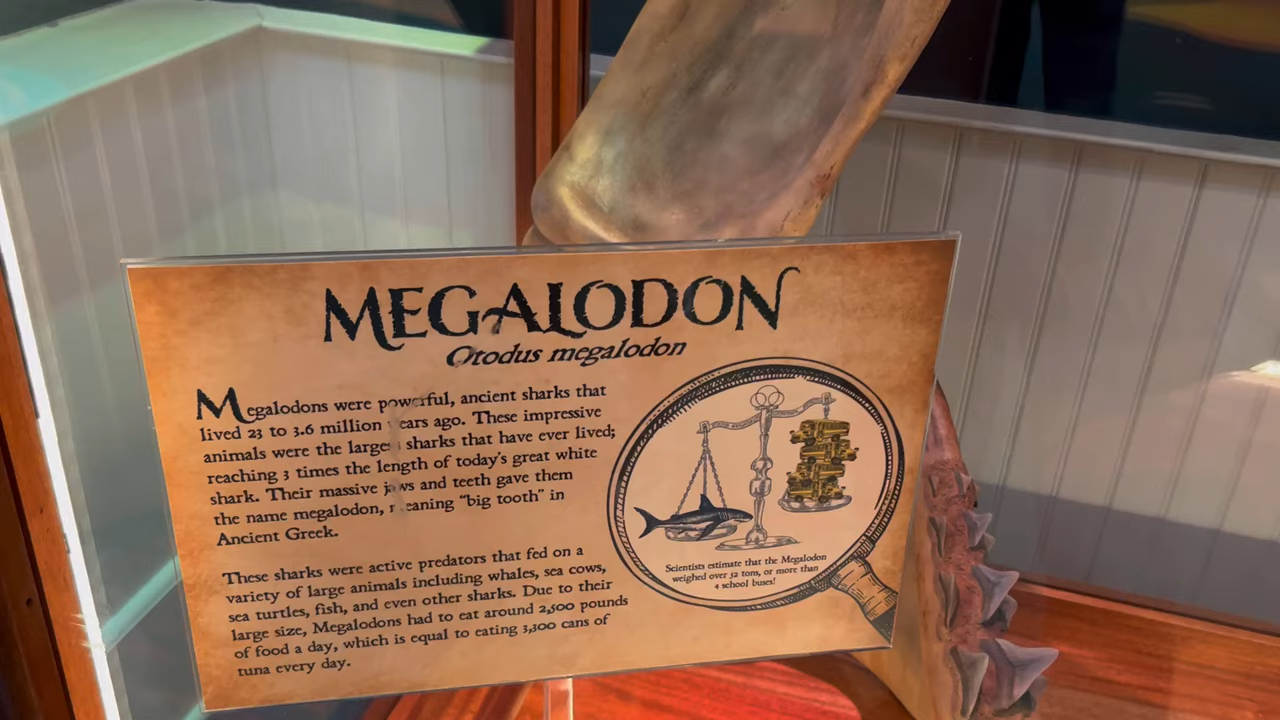 MEGALODON
Otodus megalodon
Megalodons were powerful, ancient sharks that
lived 23 to 3.6 million years ago. These impressive
animals were the largest sharks that have ever lived;
reaching 3 times the length of today's great white
shark. Their massive jaws and teeth gave them
the name megalodon, meaning "big tooth" in
Ancient Greek.
These sharks were active predators that fed on a
variety of large animals including whales, sea cows,
sea turtles, fish, and even other sharks. Due to their
large size, Megalodons had to eat around 2,500 pounds
of food a day, which is equal to eating 3,300 cans of
tuna every day.
Scientists estimate that the Megalodon
weighed over 52 tons, or more than
4 school buses!